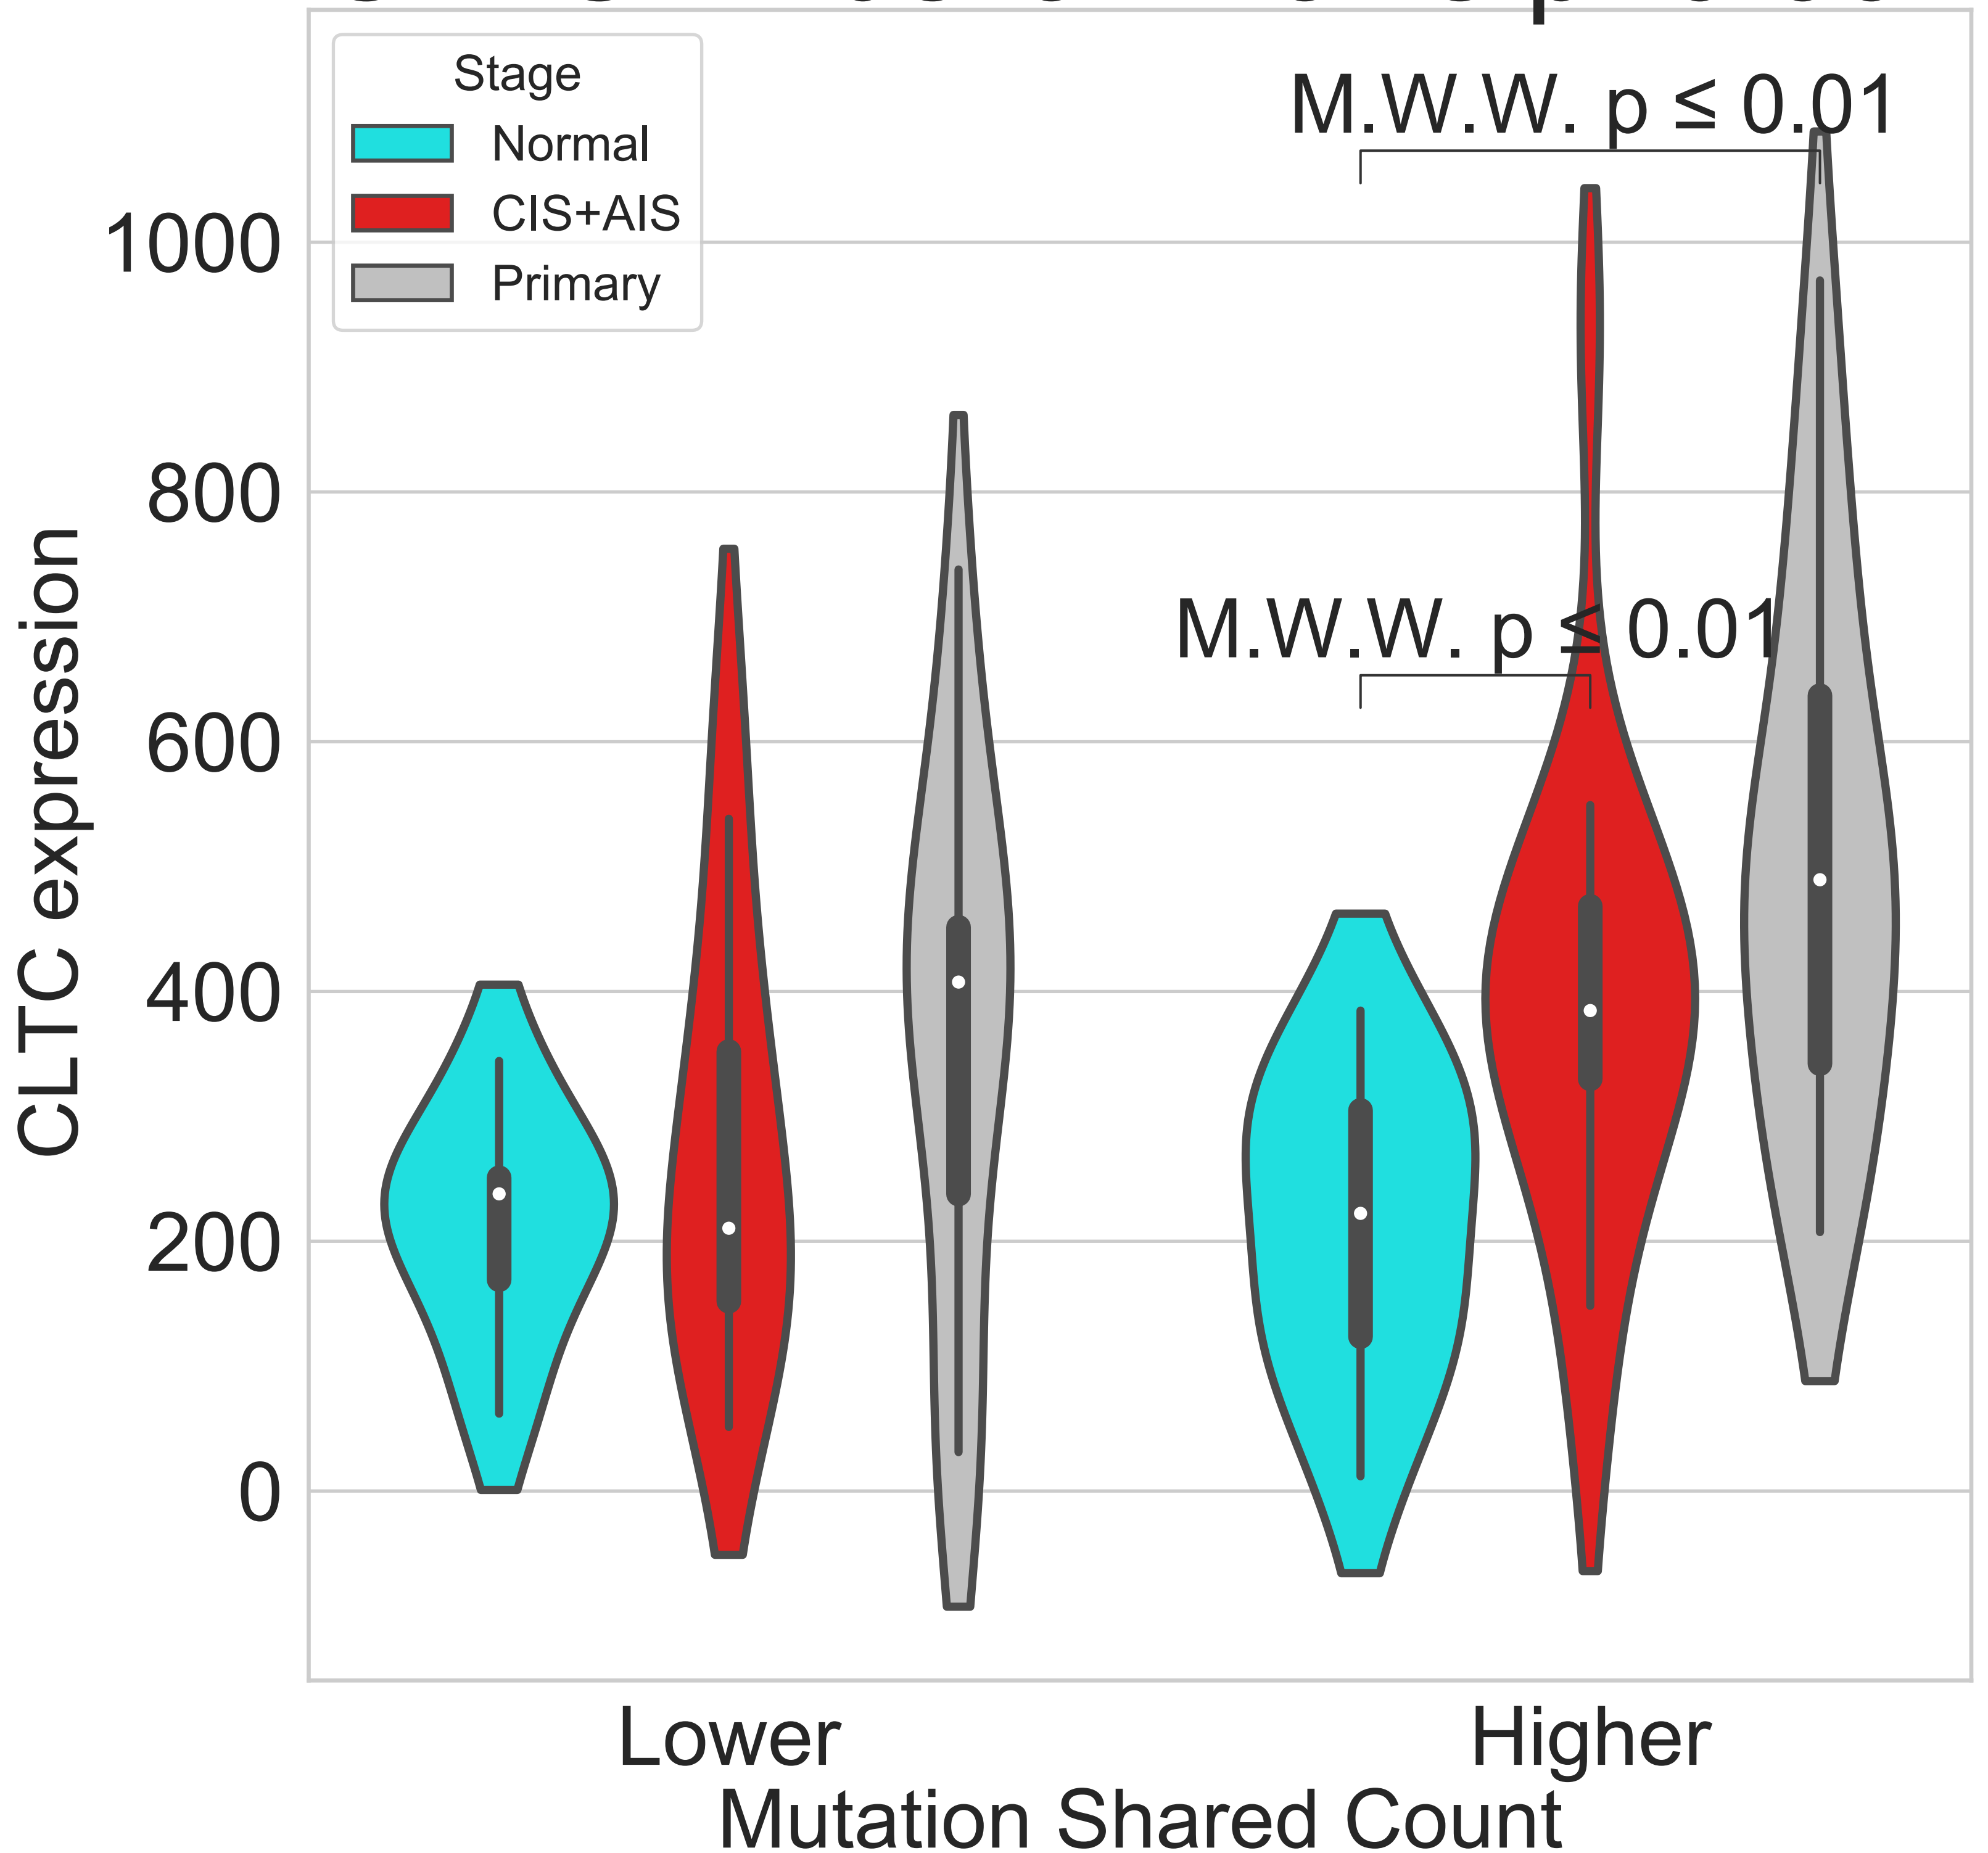 Stage
Normal
CIS+AIS
Primary
M.W.W. p ≤ 0.01
M.W.W. p ≤ 0.01
1000
800
600
400
200
0
CLTC expression
Lower
Higher
Mutation Shared Count